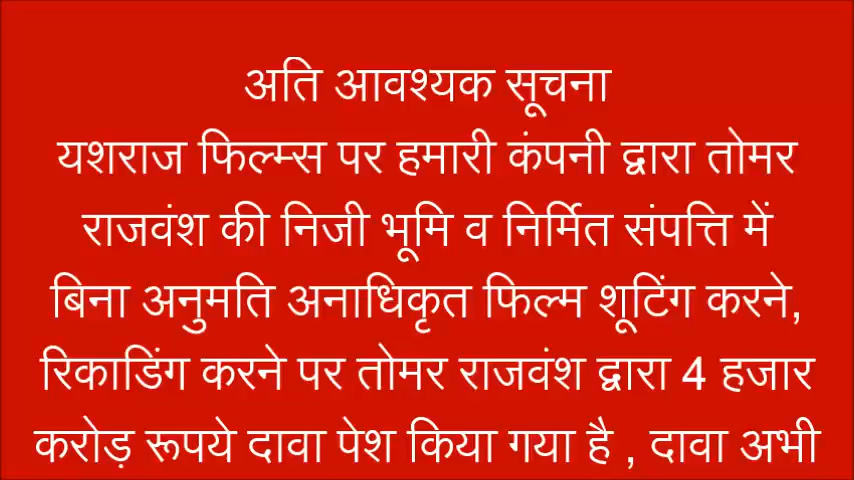 अति आवश्यक सूचना
यशराज फिल्म्स पर हमारी कंपनी द्वारा तोमर
राजवंश की निजी भूमि व निर्मित संपत्ति में
बिना अनुमति अनाधिकृत फिल्म शूटिंग करने,
रिकाडिंग करने पर तोमर राजवंश द्वारा 4 हजार
करोड़ रूपये दावा पेश किया गया है , दावा अभी